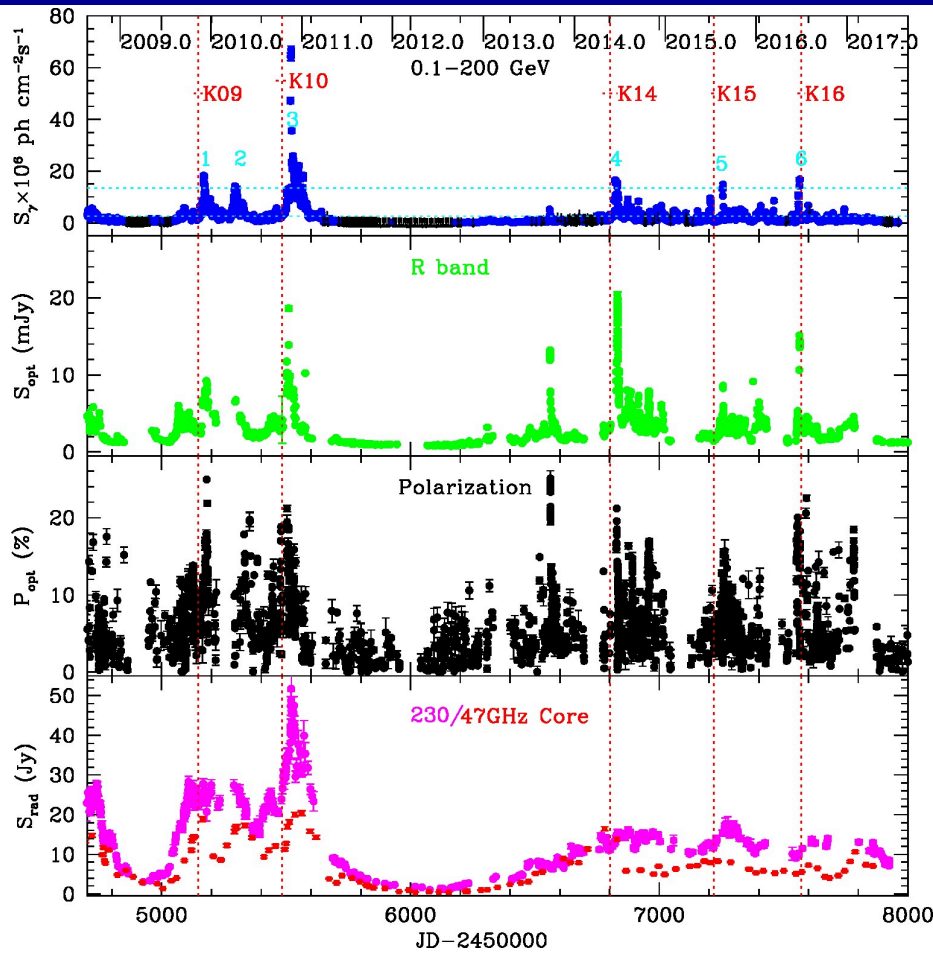 80
2009.0 2010.0 2011.0 2012.0 2013.0 2014.0 2015.0 2016.0 2017.0
0.1−200 GeV
60
K09 K10 K14 K15 K16
40
3
20
1 2 4 5 6
0
S_γ×10⁶ ph cm⁻²s⁻¹
R band
20
10
0
S_opt (mJy)
Polarization
20
10
0
P_opt (%)
50
230/47GHz Core
40
30
20
10
0
S_rad (Jy)
5000 6000 7000 8000
JD−2450000